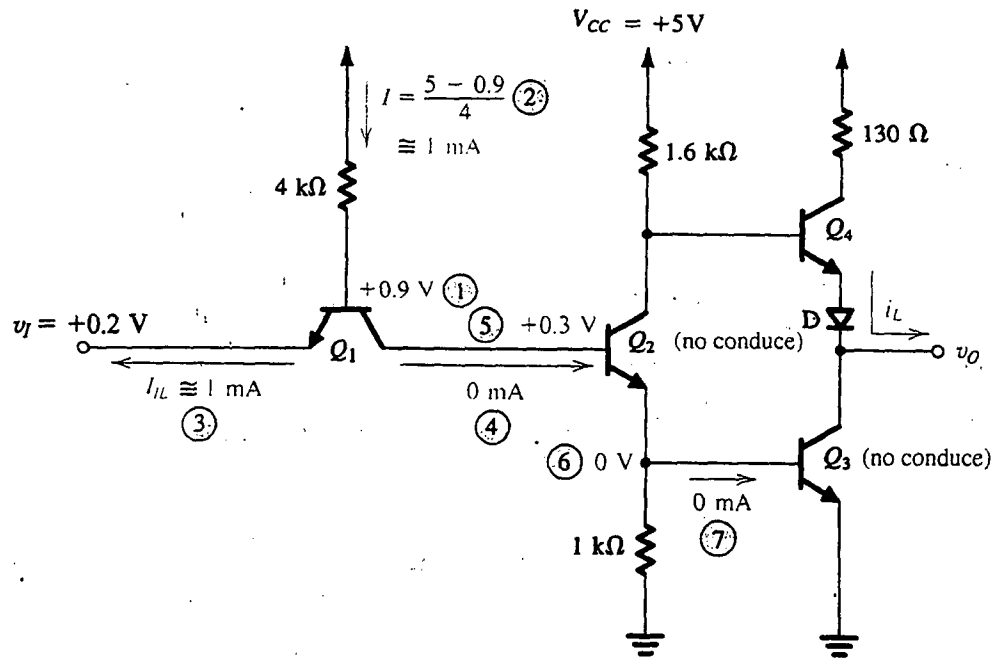 V_CC = +5V
I = (5 − 0.9)/4 ②
≅ 1 mA
4 kΩ
1.6 kΩ
130 Ω
Q4
+0.9 V ①
⑤ +0.3 V
v_I = +0.2 V
Q1
Q2 (no conduce)
D
i_L
v_O
I_IL ≅ 1 mA
③
0 mA
④
⑥ 0 V
Q3 (no conduce)
0 mA
⑦
1 kΩ